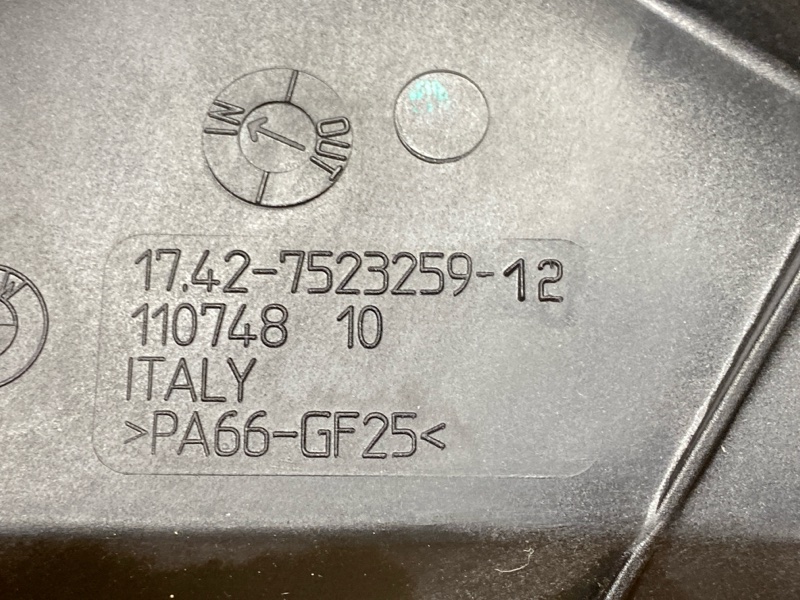 IN OUT
W
17.42-7523259-12
110748 10
ITALY
>PA66-GF25<